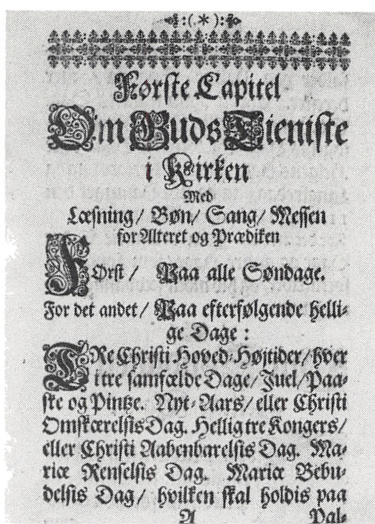 Første Capitel
Om Guds Tieniste
i Kirken
Med
Læsning/ Bøn/ Sang/ Messen
for Alteret og Prædiken
FØrst/ Paa alle Søndage.
For det andet/ Paa efterfølgende helli-
ge Dage:
TRe Christi Hoved-Højtider/ hver
i tre samfælde Dage/ Juel/ Paa-
ske og Pintze. Nyt-Aars/ eller Christi
Omskærelsis Dag. Hellig tre Kongers/
eller Christi Aabenbarelsis Dag. Ma-
riæ Renselsis Dag. Mariæ Bebu-
delsis Dag/ hvilken skal holdis paa
A Pal-